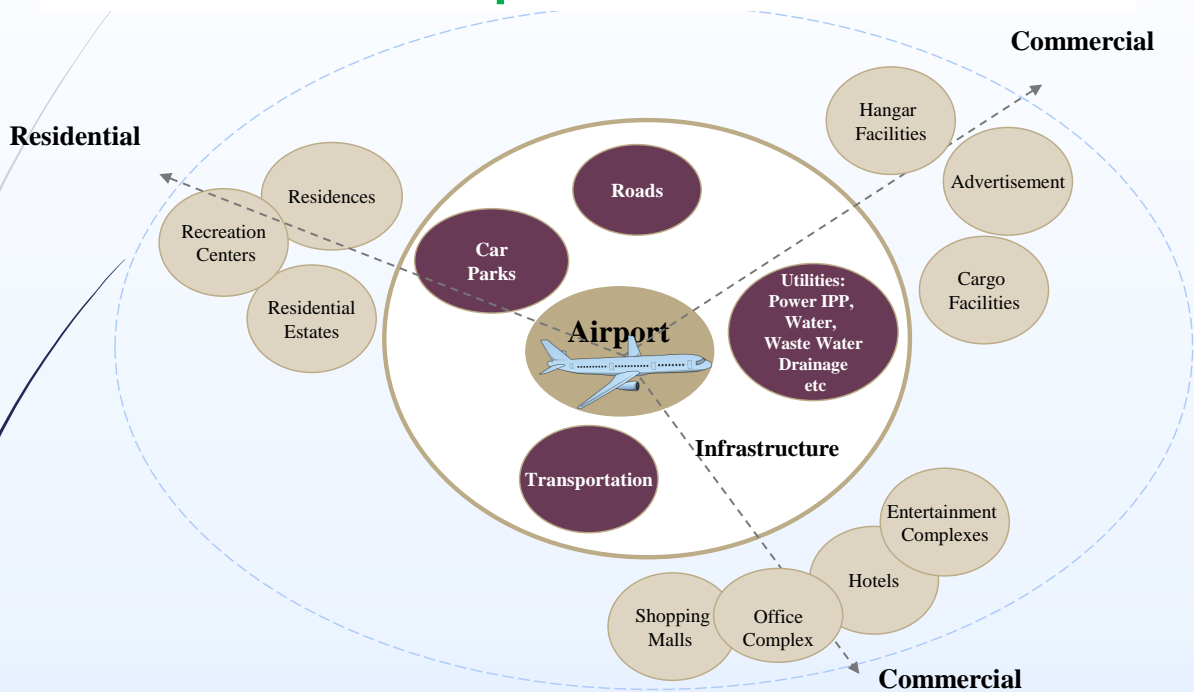 Commercial
Residential
Hangar
Facilities
Advertisement
Cargo
Facilities
Residences
Recreation
Centers
Residential
Estates
Roads
Car
Parks
Airport
Utilities:
Power IPP,
Water,
Waste Water
Drainage
etc
Infrastructure
Transportation
Entertainment
Complexes
Hotels
Office
Complex
Shopping
Malls
Commercial